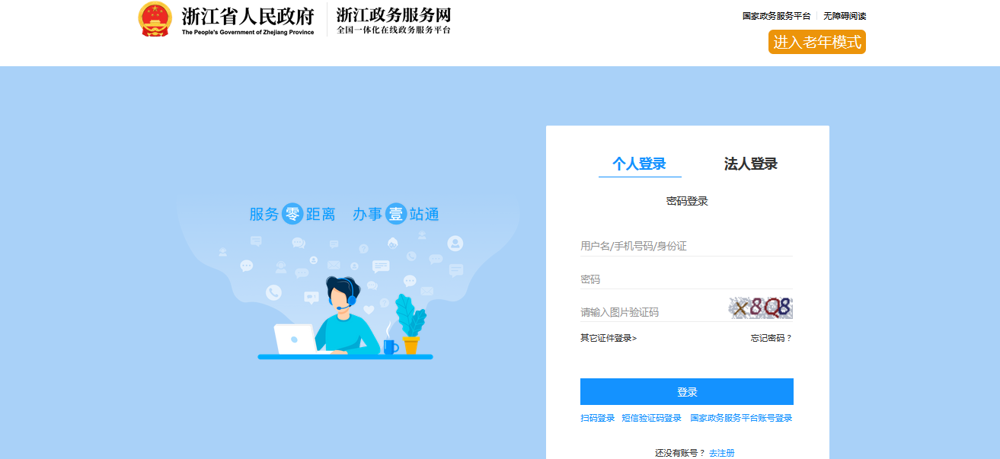 浙江省人民政府
The People's Government of Zhejiang Province
浙江政务服务网
全国一体化在线政务服务平台
国家政务服务平台
无障碍阅读
进入老年模式
服务零距离 办事壹站通
个人登录
法人登录
密码登录
用户名/手机号码/身份证
密码
请输入图片验证码
x8Q8
其它证件登录>
忘记密码？
登录
扫码登录
短信验证码登录
国家政务服务平台账号登录
还没有账号？去注册